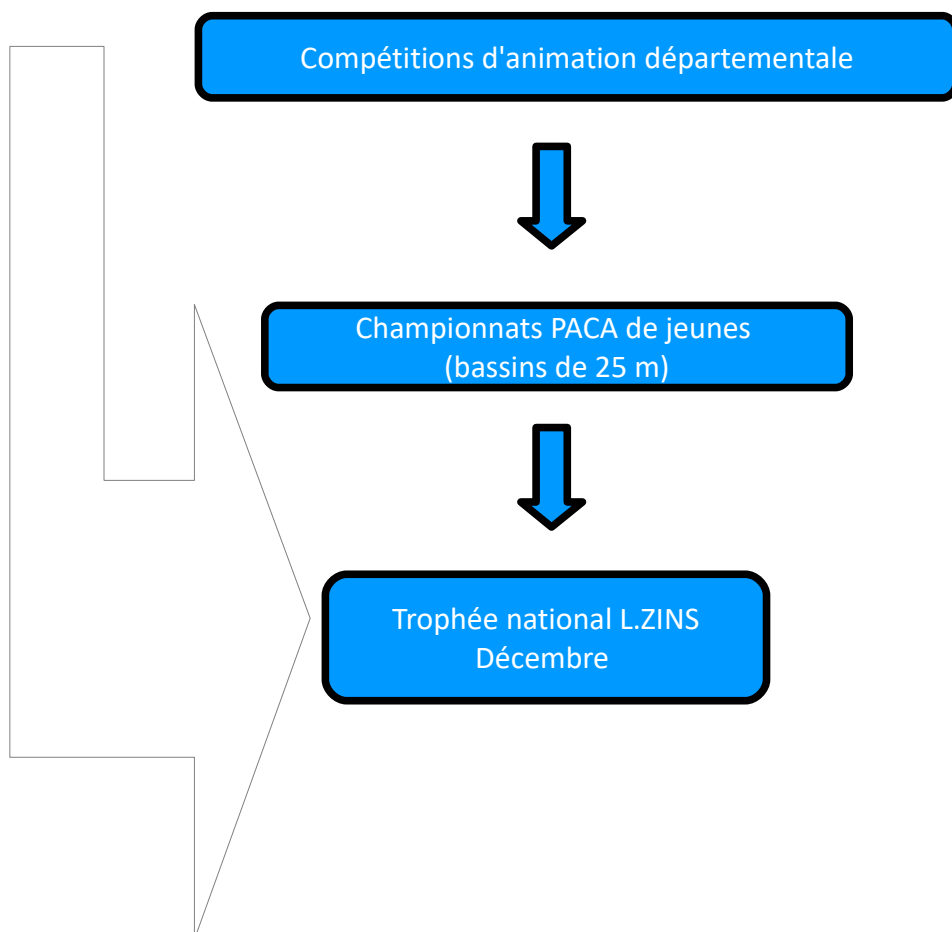 Compétitions d'animation départementale
Championnats PACA de jeunes
(bassins de 25 m)
Trophée national L.ZINS
Décembre